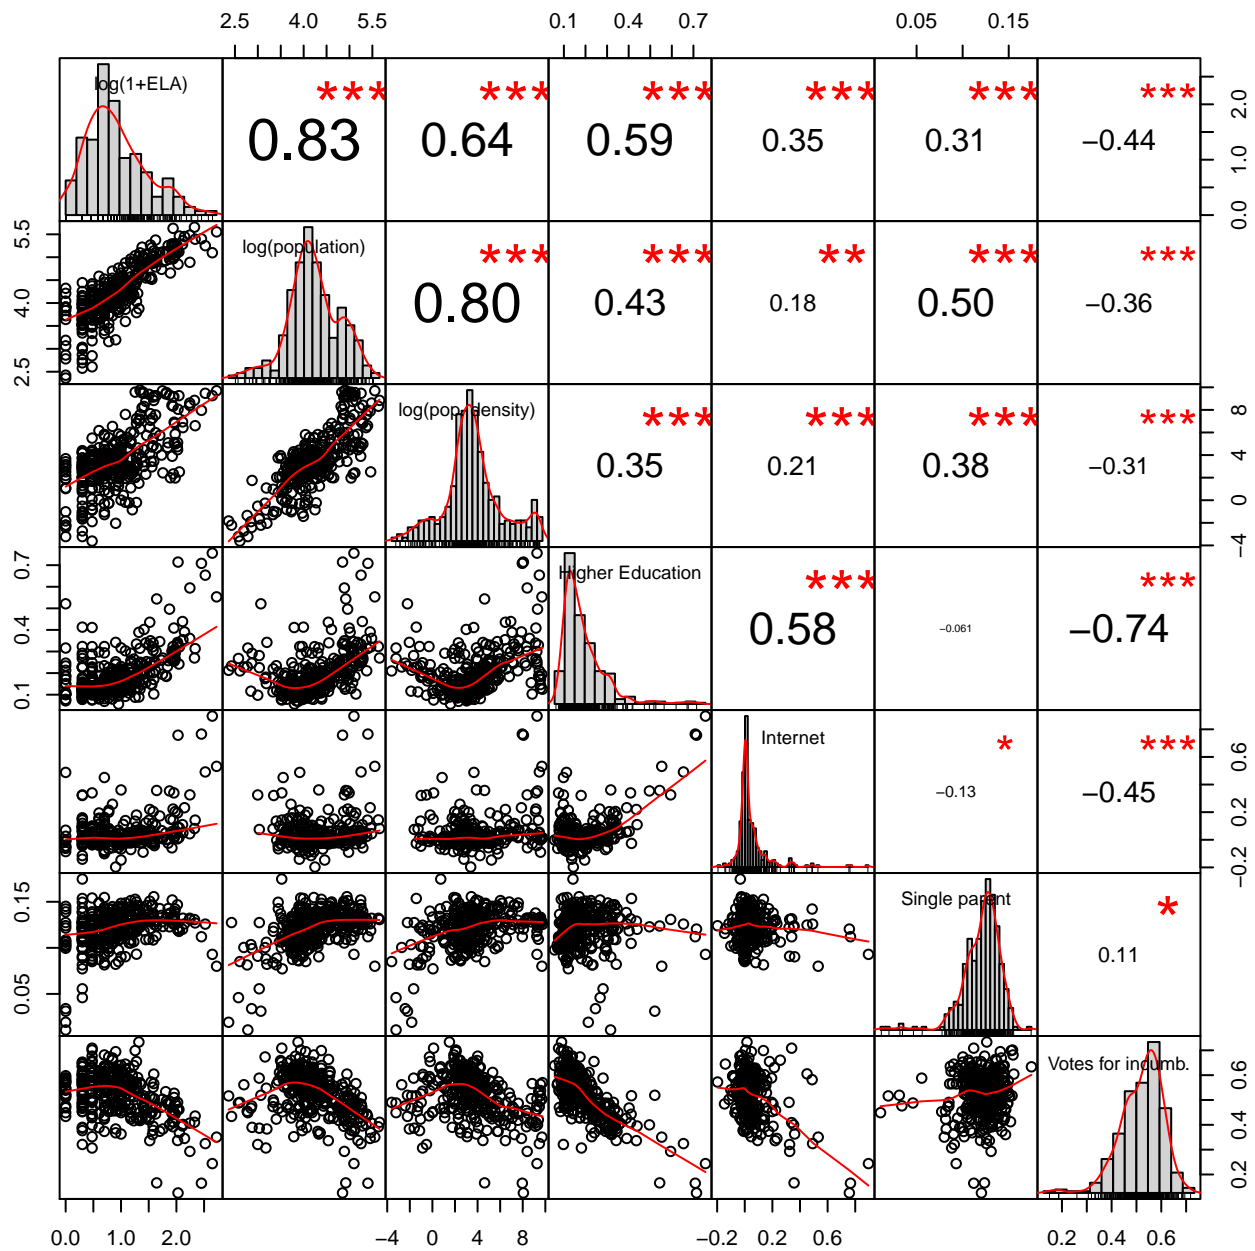 2.5 4.0 5.5 0.1 0.4 0.7 0.05 0.15
log(1+ELA) *** 0.83 *** 0.64 *** 0.59 *** 0.35 *** 0.31 *** −0.44 0.0 1.0 2.0
2.5 4.0 5.5 log(population) *** 0.80 *** 0.43 ** 0.18 *** 0.50 *** −0.36
log(pop. density) *** 0.35 *** 0.21 *** 0.38 *** −0.31 −4 0 4 8
0.1 0.4 0.7 Higher Education *** 0.58 −0.061 *** −0.74
Internet * −0.13 *** −0.45 −0.2 0.2 0.6
0.05 0.15 Single parent * 0.11
Votes for incumb. 0.2 0.4 0.6
0.0 1.0 2.0 −4 0 4 8 −0.2 0.2 0.6 0.2 0.4 0.6